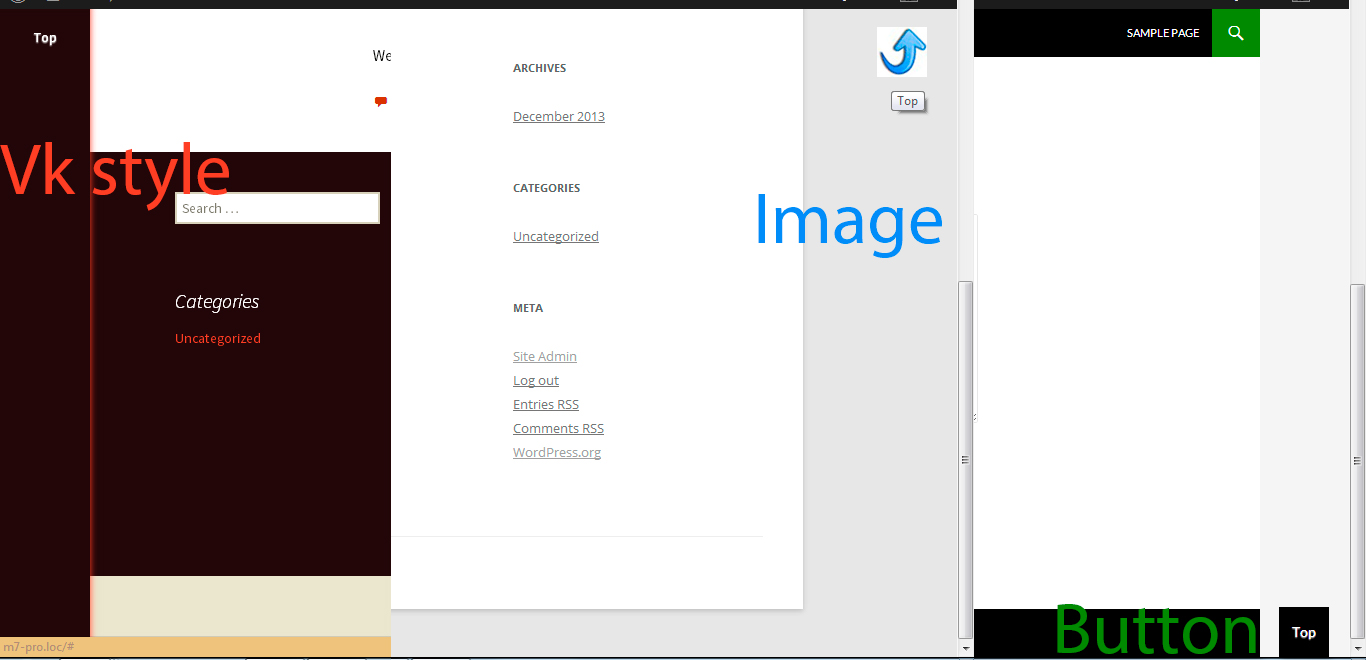 Top
We
Vk style
Search …
Categories
Uncategorized
m7-pro.loc/#
ARCHIVES
December 2013
CATEGORIES
Uncategorized
META
Site Admin
Log out
Entries RSS
Comments RSS
WordPress.org
Top
Image
SAMPLE PAGE
Button
Top